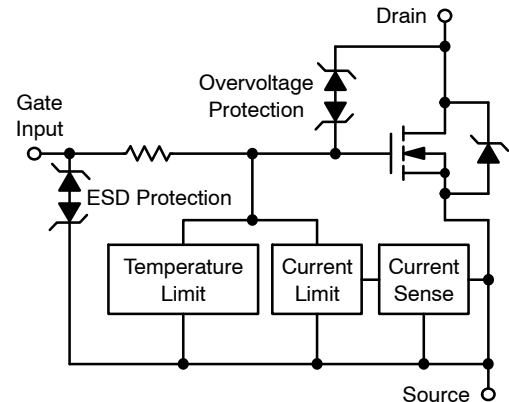 Drain
Overvoltage
Protection
Gate
Input
ESD Protection
Temperature
Limit
Current
Limit
Current
Sense
Source